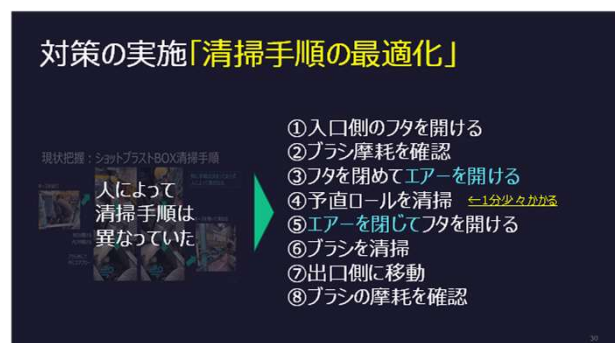 対策の実施「清掃手順の最適化」
現状把握：ショットブラストBOX清掃手順
人によって
清掃手順は
異なっていた
①入口側のフタを開ける
②ブラシ摩耗を確認
③フタを閉めてエアーを開ける
④予直ロールを清掃 ←1分少々かかる
⑤エアーを閉じてフタを開ける
⑥ブラシを清掃
⑦出口側に移動
⑧ブラシの摩耗を確認
30